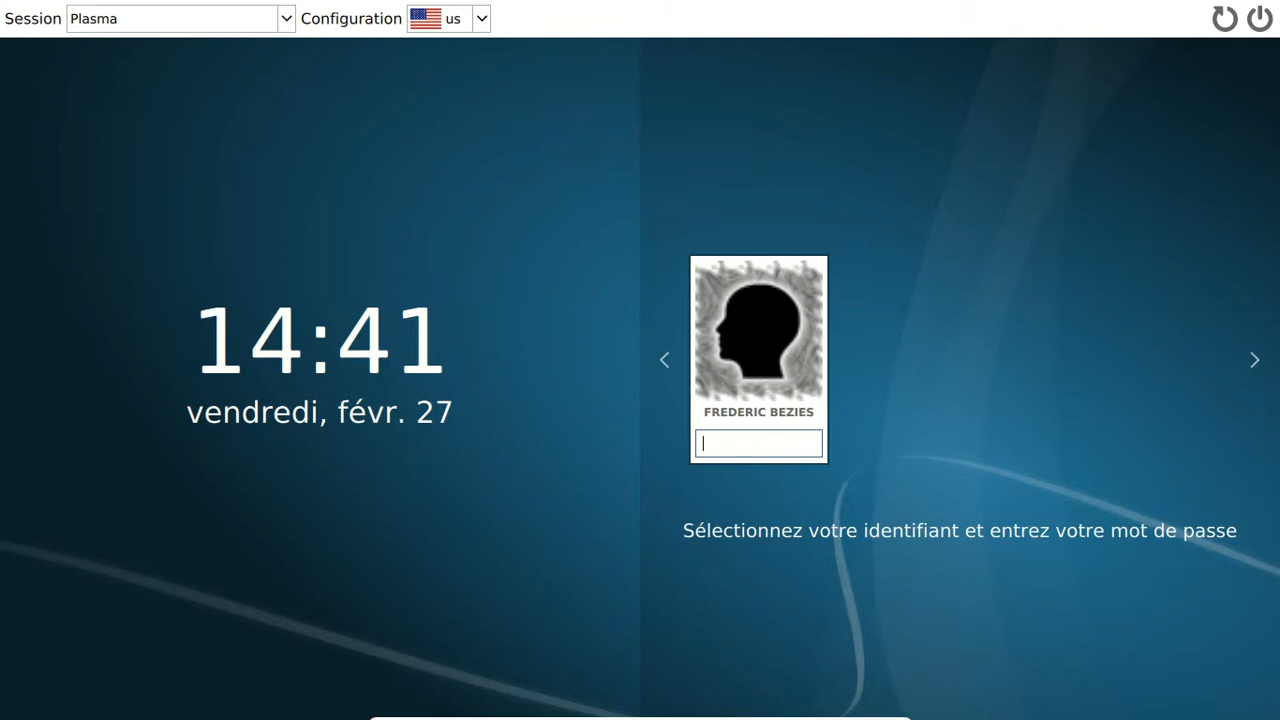 Session Plasma Configuration us
14:41
vendredi, févr. 27
FREDERIC BEZIES
Sélectionnez votre identifiant et entrez votre mot de passe